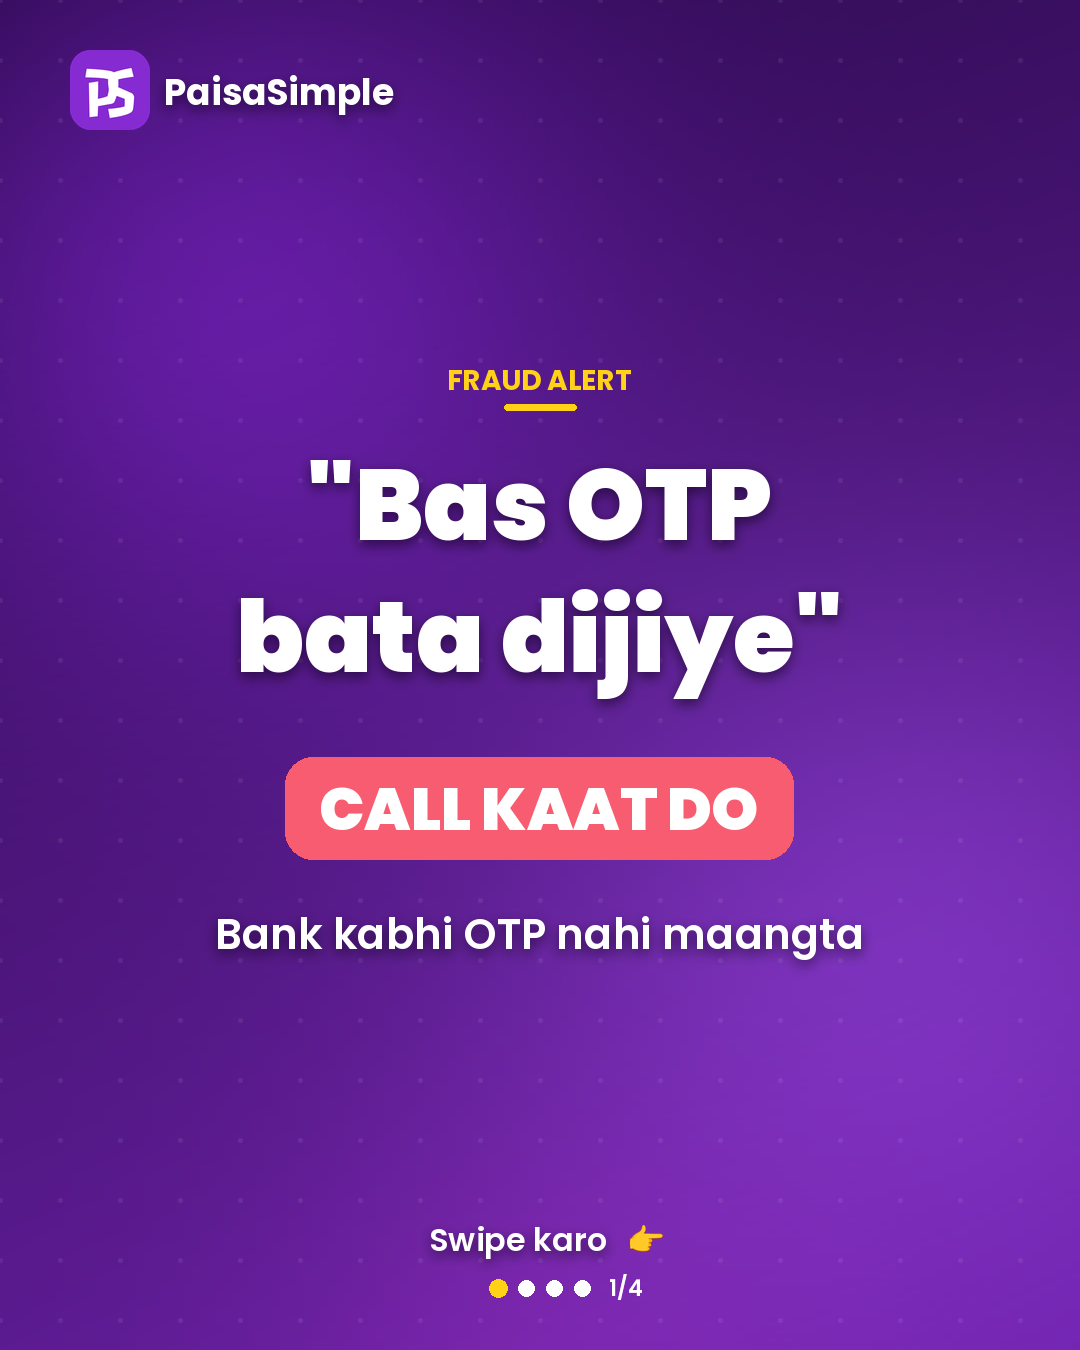 PaisaSimple
FRAUD ALERT
"Bas OTP
bata dijiye"
CALL KAAT DO
Bank kabhi OTP nahi maangta
Swipe karo 👉
1/4